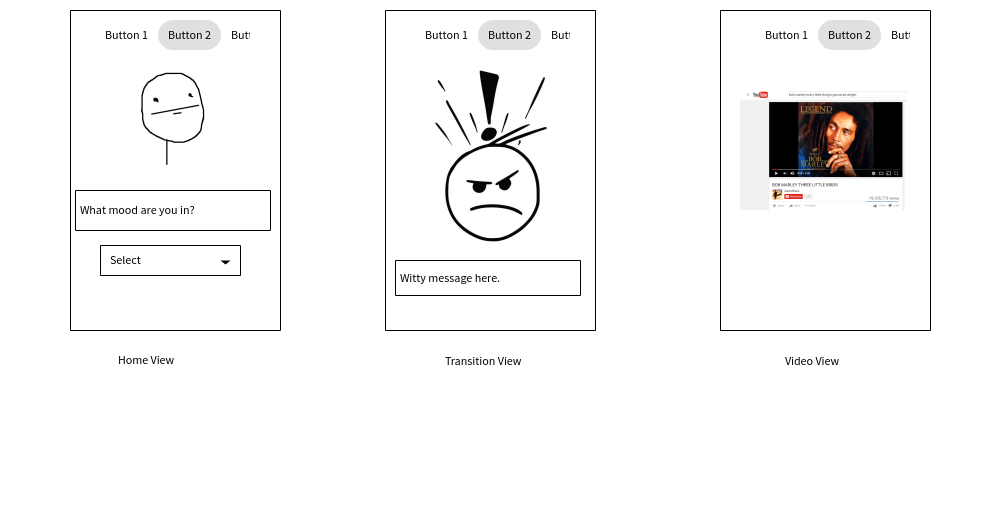 Button 1 Button 2 Butt
Button 1 Button 2 Butt
Button 1 Button 2 Butt
What mood are you in?
Select
Witty message here.
YouTube
LEGEND
BOB
MARLEY
BOB MARLEY THREE LITTLE BIRDS
Home View
Transition View
Video View